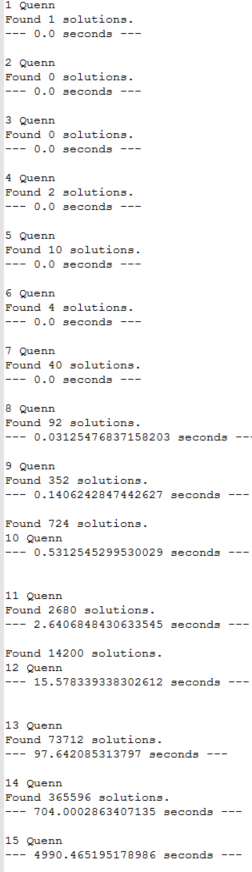 1 Quenn
Found 1 solutions.
--- 0.0 seconds ---
2 Quenn
Found 0 solutions.
--- 0.0 seconds ---
3 Quenn
Found 0 solutions.
--- 0.0 seconds ---
4 Quenn
Found 2 solutions.
--- 0.0 seconds ---
5 Quenn
Found 10 solutions.
--- 0.0 seconds ---
6 Quenn
Found 4 solutions.
--- 0.0 seconds ---
7 Quenn
Found 40 solutions.
--- 0.0 seconds ---
8 Quenn
Found 92 solutions.
--- 0.03125476837158203 seconds ---
9 Quenn
Found 352 solutions.
--- 0.1406242847442627 seconds ---
Found 724 solutions.
10 Quenn
--- 0.5312545299530029 seconds ---
11 Quenn
Found 2680 solutions.
--- 2.6406848430633545 seconds ---
Found 14200 solutions.
12 Quenn
--- 15.578339338302612 seconds ---
13 Quenn
Found 73712 solutions.
--- 97.642085313797 seconds ---
14 Quenn
Found 365596 solutions.
--- 704.0002863407135 seconds ---
15 Quenn
--- 4990.465195178986 seconds ---